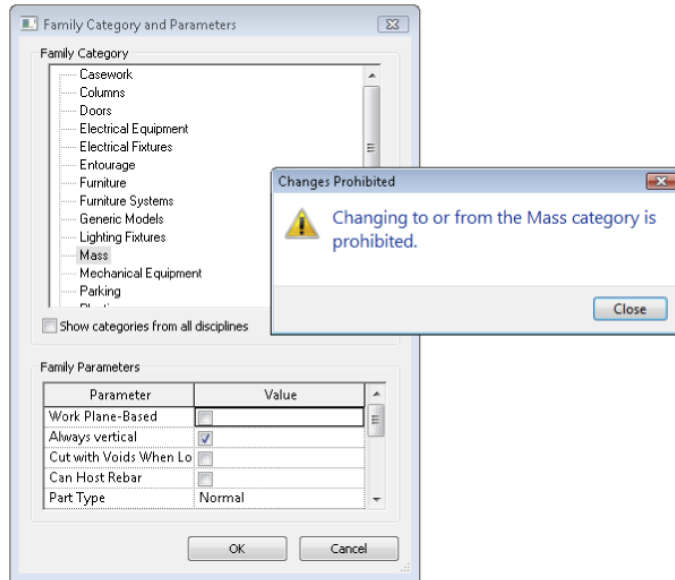 Family Category and Parameters
Family Category
Casework
Columns
Doors
Electrical Equipment
Electrical Fixtures
Entourage
Furniture
Furniture Systems
Generic Models
Lighting Fixtures
Mass
Mechanical Equipment
Parking
Show categories from all disciplines
Changes Prohibited
Changing to or from the Mass category is
prohibited.
Close
Family Parameters
Parameter Value
Work Plane-Based
Always vertical
Cut with Voids When Lo
Can Host Rebar
Part Type Normal
OK Cancel